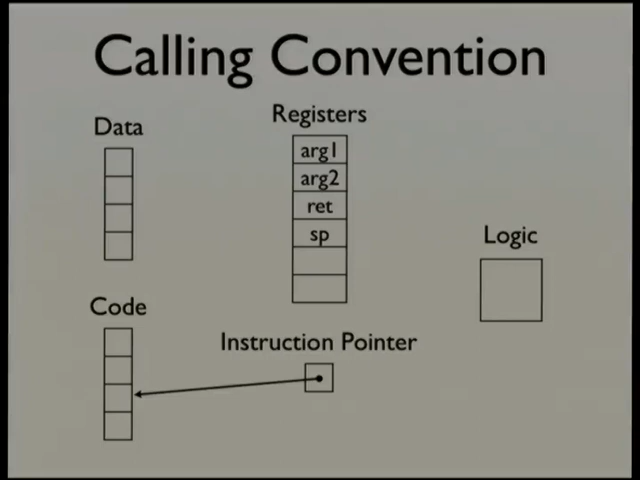 Calling Convention
Data
Registers
arg1
arg2
ret
sp
Logic
Code
Instruction Pointer